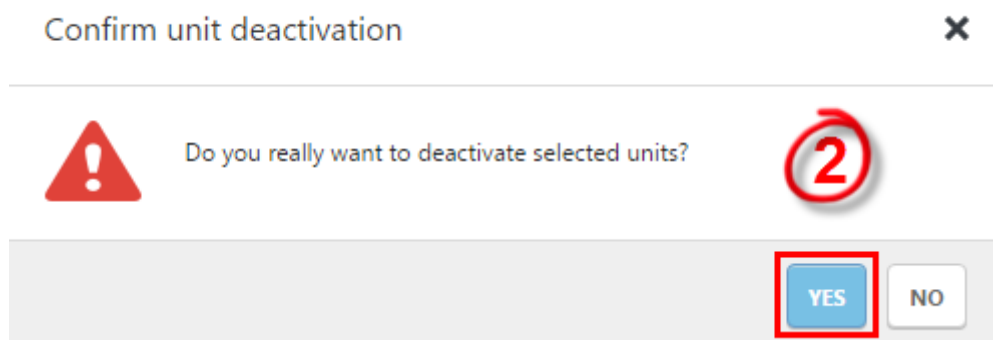 Confirm unit deactivation
Do you really want to deactivate selected units?
2
YES NO